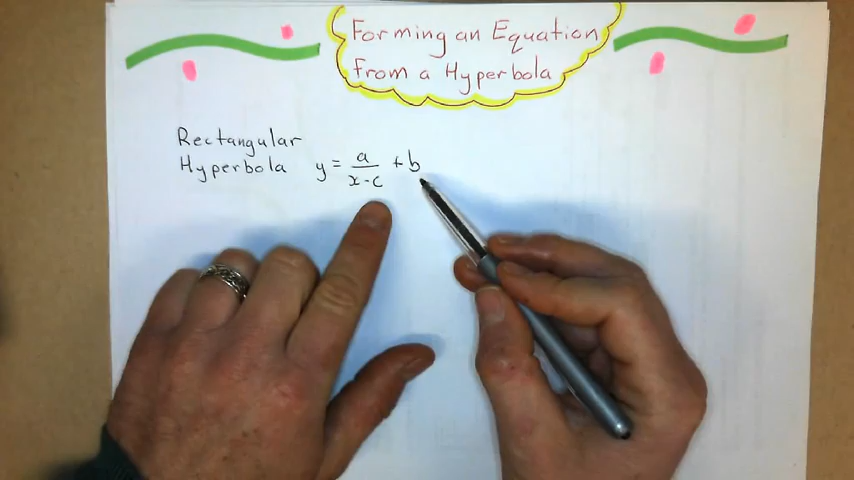 Forming an Equation
from a Hyperbola
Rectangular
Hyperbola y = a/(x-c) + b